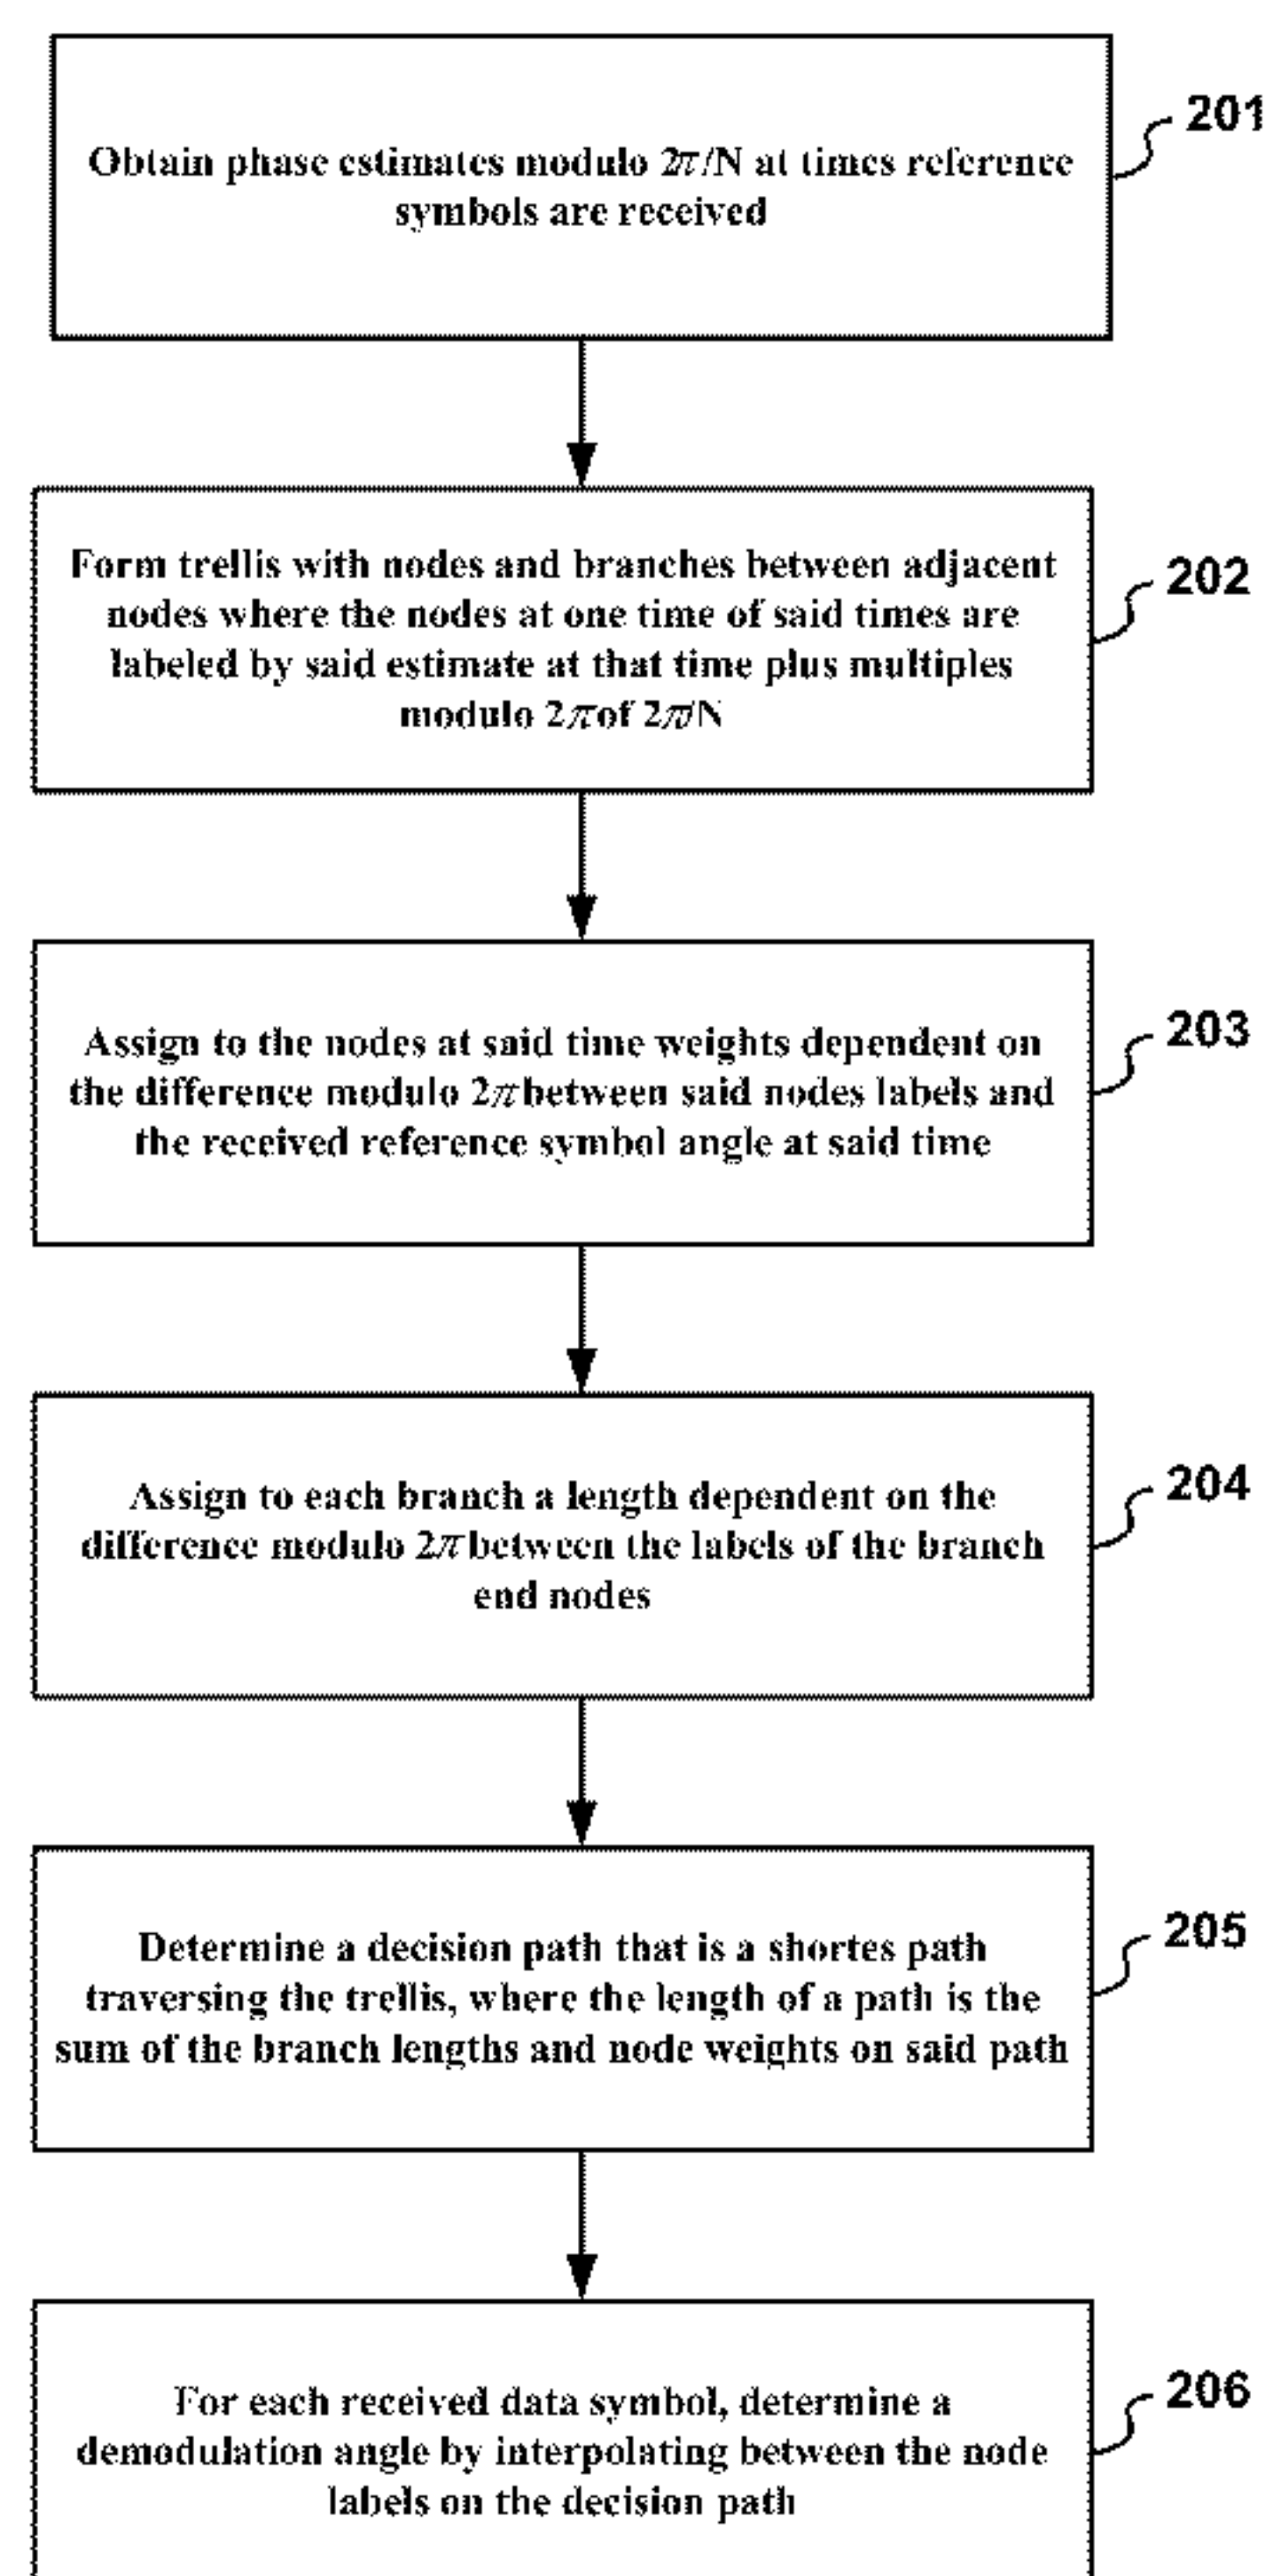 Obtain phase estimates modulo 2π/N at times reference
symbols are received
201
Form trellis with nodes and branches between adjacent
nodes where the nodes at one time of said times are
labeled by said estimate at that time plus multiples
modulo 2π of 2π/N
202
Assign to the nodes at said time weights dependent on
the difference modulo 2π between said nodes labels and
the received reference symbol angle at said time
203
Assign to each branch a length dependent on the
difference modulo 2π between the labels of the branch
end nodes
204
Determine a decision path that is a shortes path
traversing the trellis, where the length of a path is the
sum of the branch lengths and node weights on said path
205
For each received data symbol, determine a
demodulation angle by interpolating between the node
labels on the decision path
206